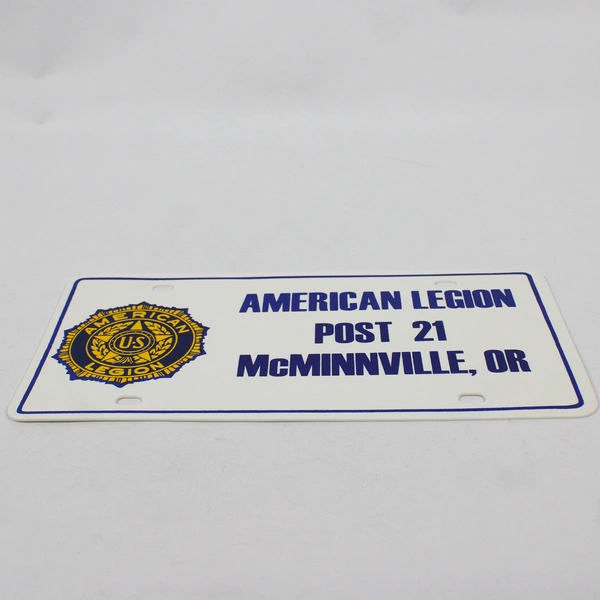 AMERICAN
U·S
LEGION
AMERICAN LEGION
POST 21
McMINNVILLE, OR